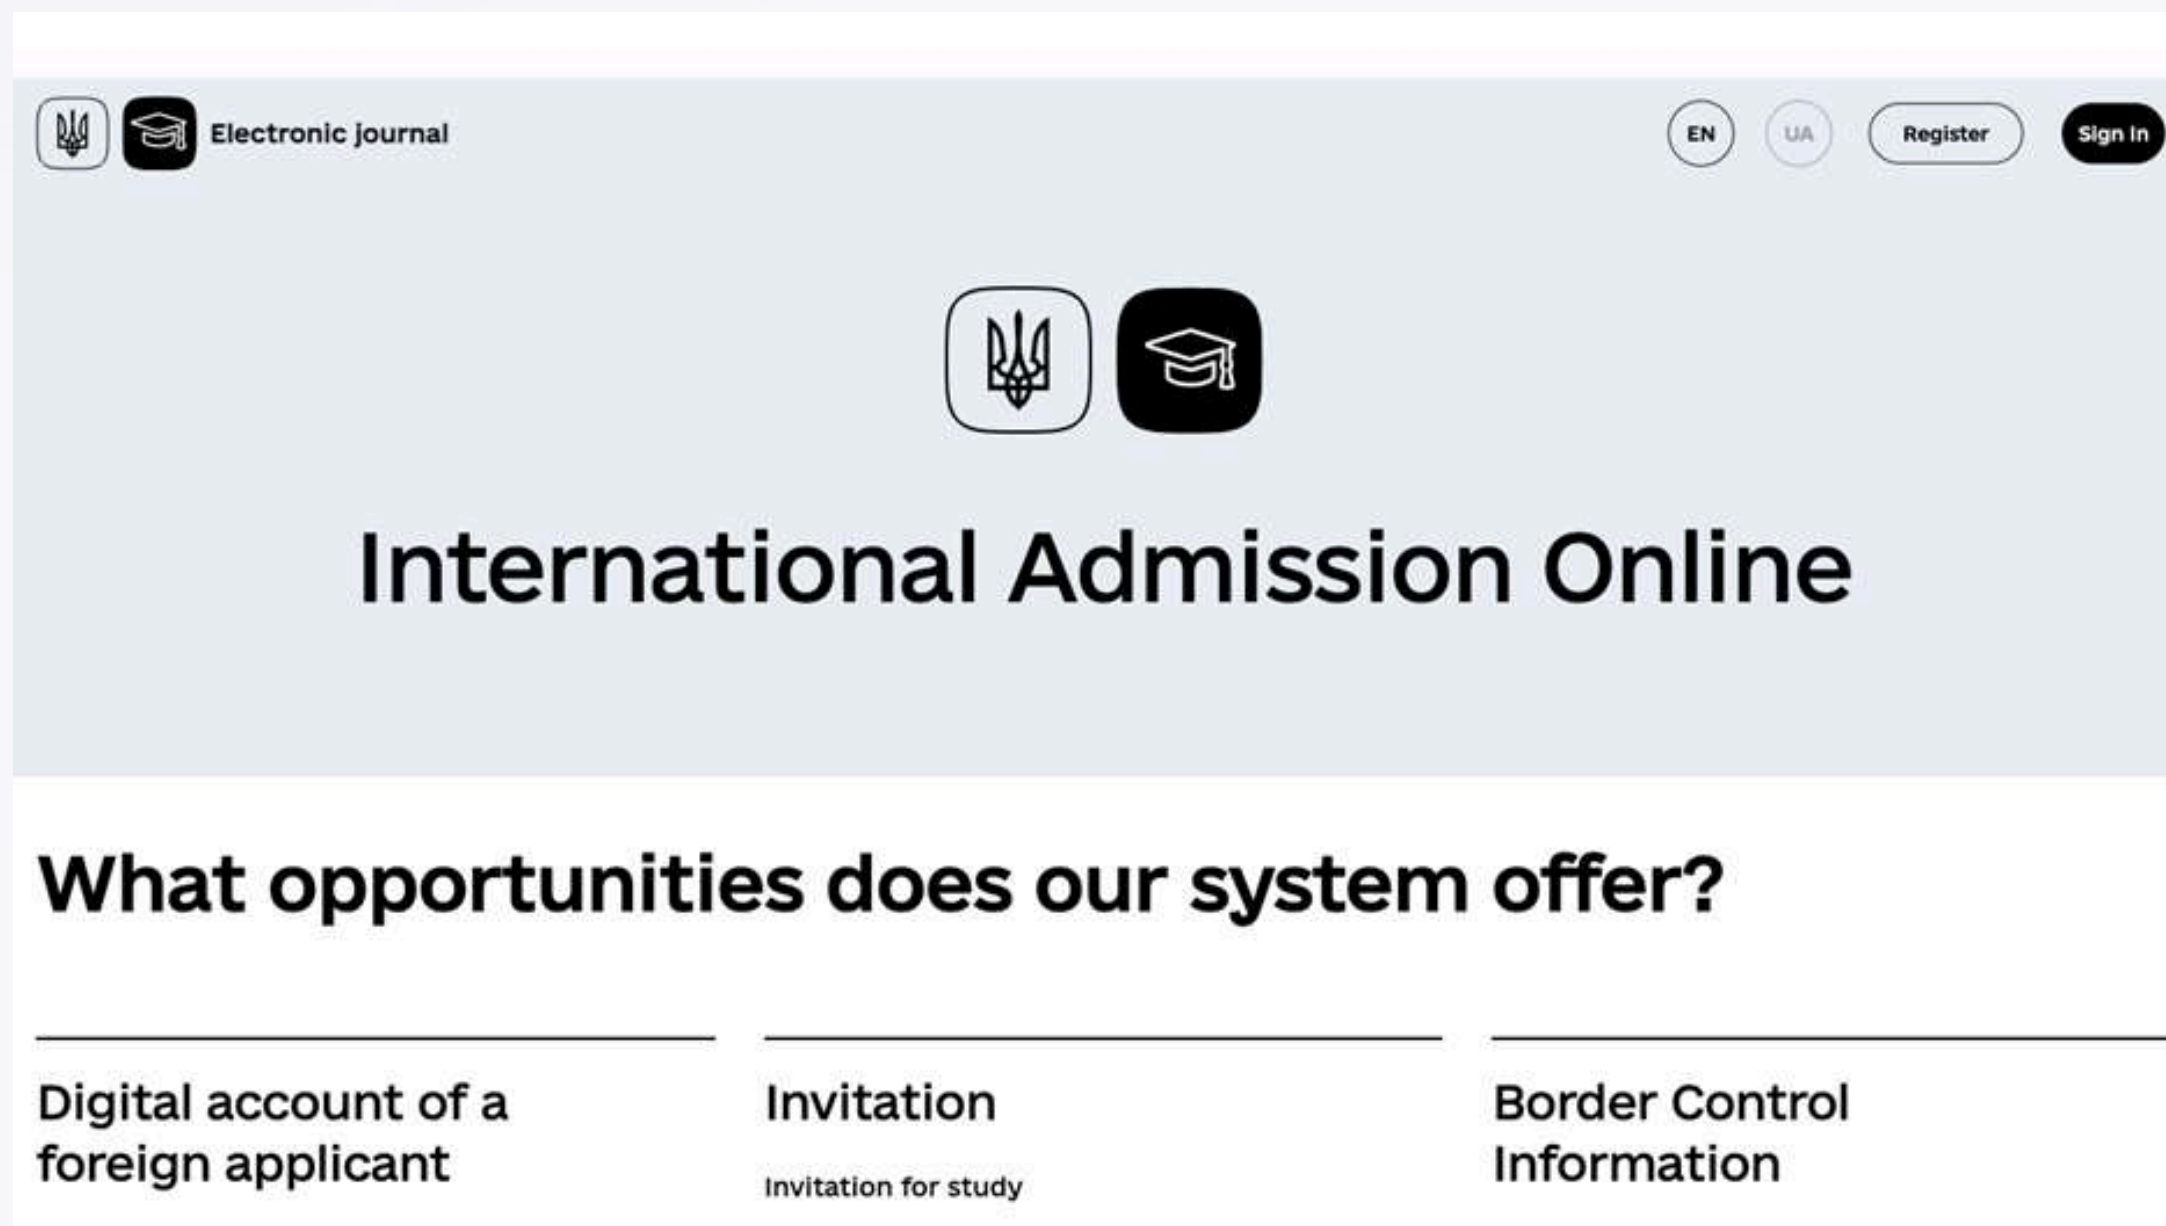 Electronic journal
EN
UA
Register
Sign In
International Admission Online
What opportunities does our system offer?
Digital account of a
foreign applicant
Invitation
Invitation for study
Border Control
Information